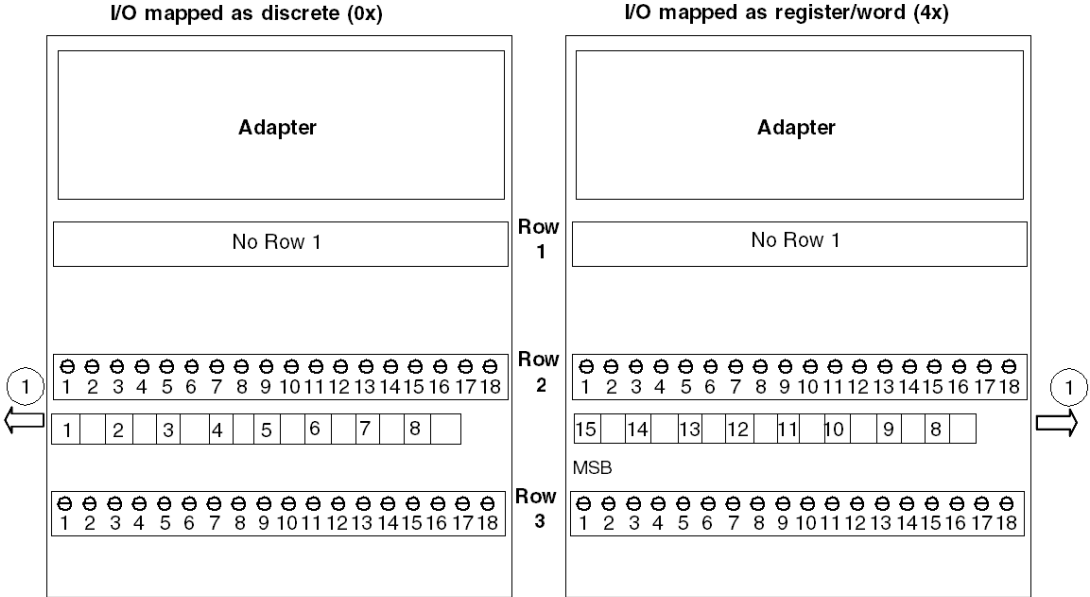 I/O mapped as discrete (0x)
I/O mapped as register/word (4x)
Adapter
Adapter
No Row 1
Row
1
No Row 1
1 2 3 4 5 6 7 8 9 10 11 12 13 14 15 16 17 18
Row
2
1 2 3 4 5 6 7 8 9 10 11 12 13 14 15 16 17 18
1
1
1 2 3 4 5 6 7 8
15 14 13 12 11 10 9 8
MSB
1 2 3 4 5 6 7 8 9 10 11 12 13 14 15 16 17 18
Row
3
1 2 3 4 5 6 7 8 9 10 11 12 13 14 15 16 17 18